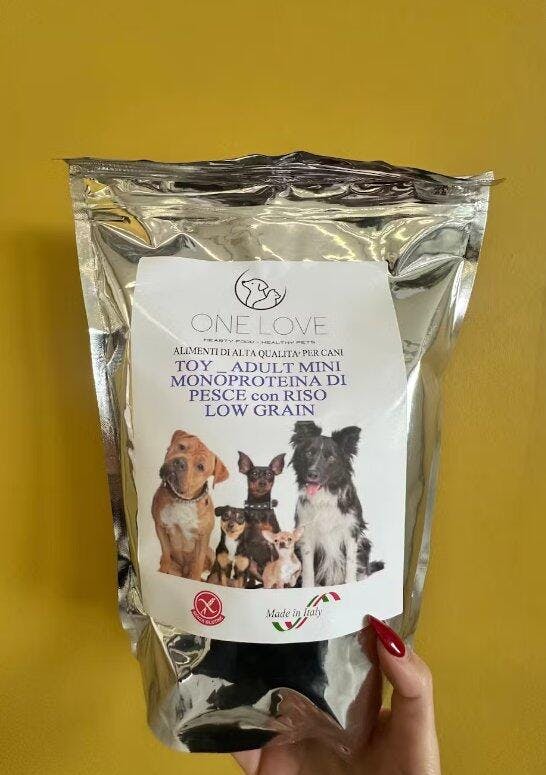 ONE LOVE
HEARTY FOOD - HEALTHY PETS
ALIMENTI DI ALTA QUALITA' PER CANI
TOY _ ADULT MINI
MONOPROTEINA DI
PESCE con RISO
LOW GRAIN
Made in Italy